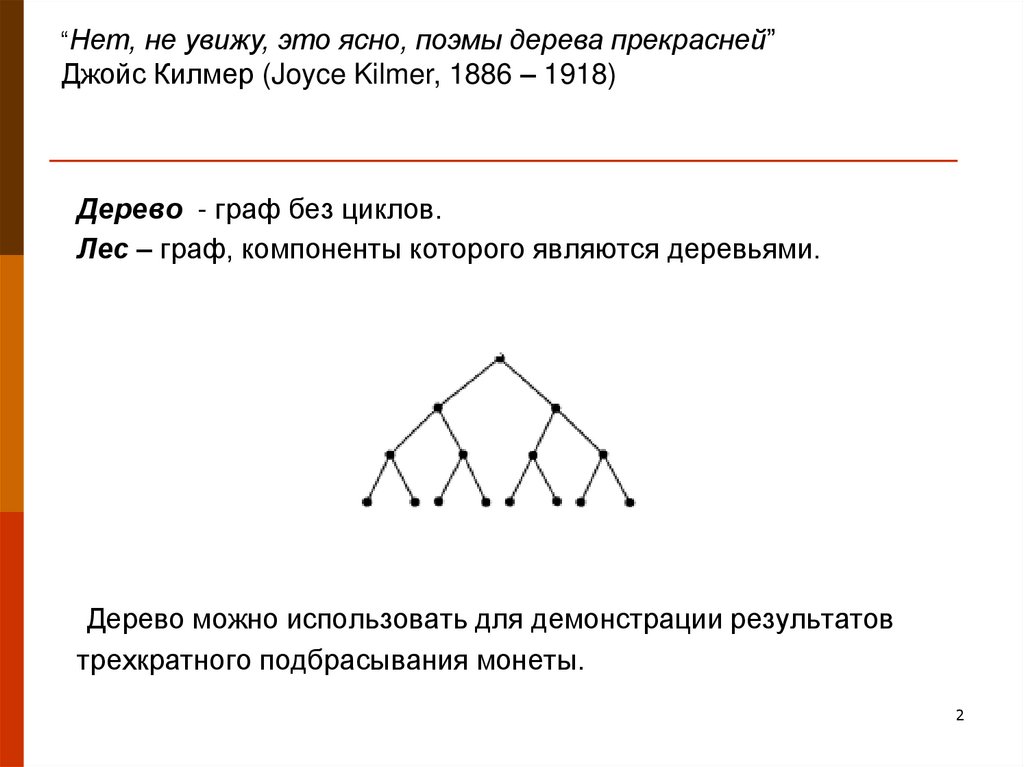 “Нет, не увижу, это ясно, поэмы дерева прекрасней”
Джойс Килмер (Joyce Kilmer, 1886 – 1918)
Дерево - граф без циклов.
Лес – граф, компоненты которого являются деревьями.
Дерево можно использовать для демонстрации результатов
трехкратного подбрасывания монеты.
2